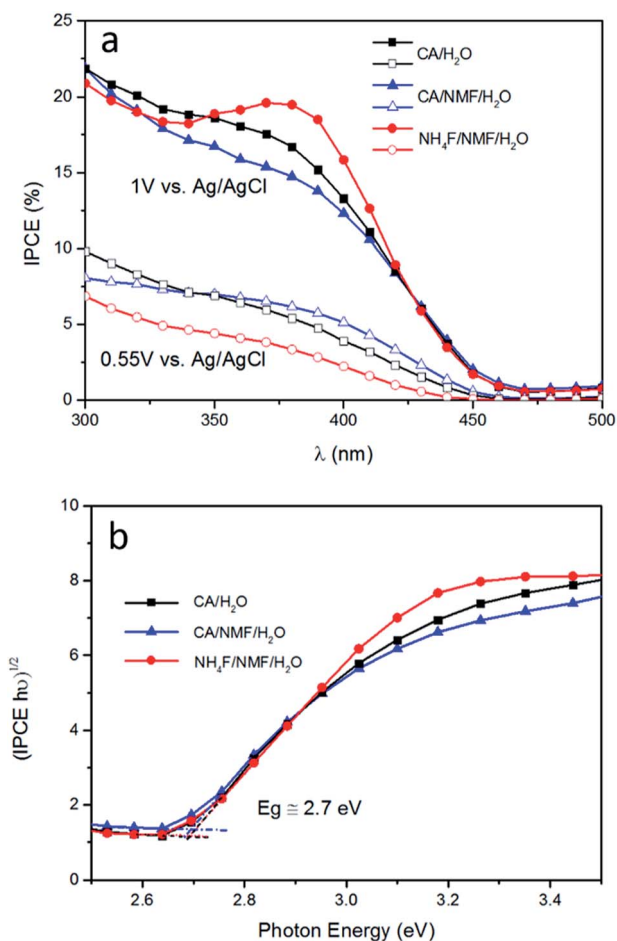 a
25
20
15
10
5
0
IPCE (%)
CA/H₂O
CA/NMF/H₂O
NH₄F/NMF/H₂O
1V vs. Ag/AgCl
0.55V vs. Ag/AgCl
300 350 400 450 500
λ (nm)
b
10
8
6
4
2
0
(IPCE hυ)^1/2
CA/H₂O
CA/NMF/H₂O
NH₄F/NMF/H₂O
Eg ≅ 2.7 eV
2.6 2.8 3.0 3.2 3.4
Photon Energy (eV)